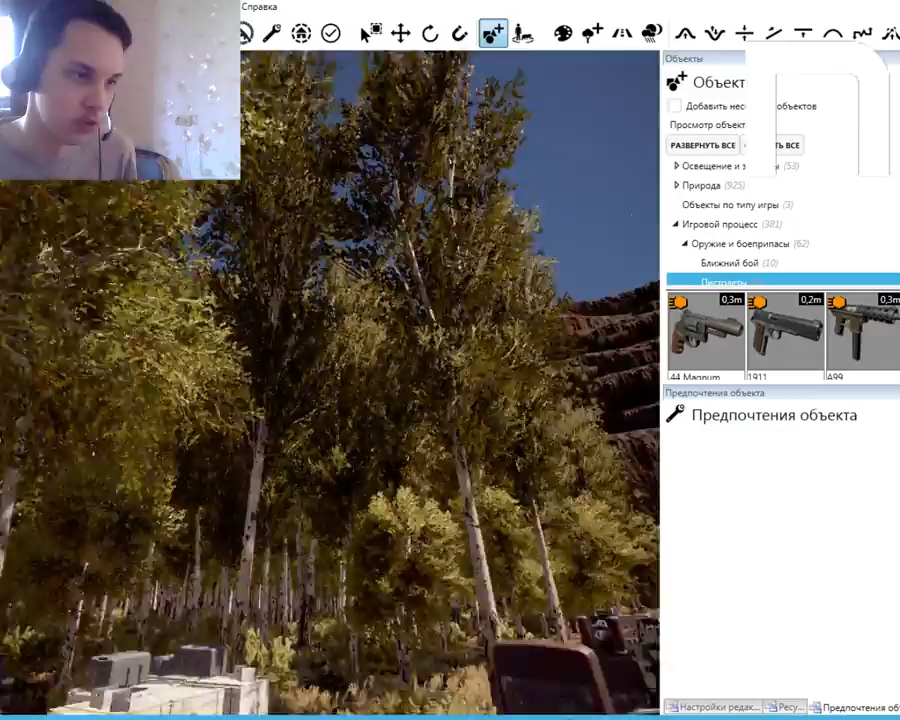 Справка
Объекты
Объект
Добавить нес объектов
Просмотр объект
РАЗВЕРНУТЬ ВСЕ ТЬ ВСЕ
Освещение и з (53)
Природа (925)
Объекты по типу игры (3)
Игровой процесс (381)
Оружие и боеприпасы (62)
Ближний бой (10)
Пистолеты
0,3m 0,2m 0,3m
.44 Magnum 1911 A99
Предпочтения объекта
Предпочтения объекта
Настройки редак... Ресу... Предпочтения об